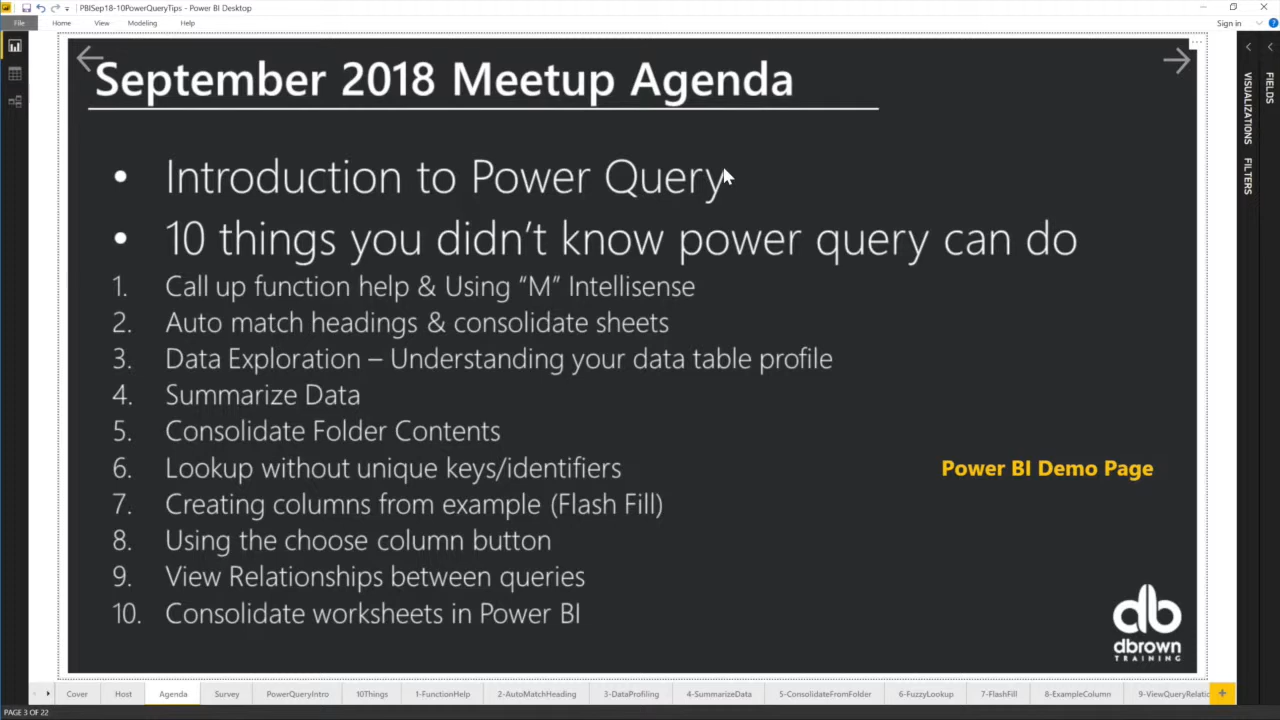 PBISep18-10PowerQueryTips - Power BI Desktop
File Home View Modeling Help
Sign in
September 2018 Meetup Agenda
• Introduction to Power Query
• 10 things you didn't know power query can do
1. Call up function help & Using “M” Intellisense
2. Auto match headings & consolidate sheets
3. Data Exploration – Understanding your data table profile
4. Summarize Data
5. Consolidate Folder Contents
6. Lookup without unique keys/identifiers
7. Creating columns from example (Flash Fill)
8. Using the choose column button
9. View Relationships between queries
10. Consolidate worksheets in Power BI
Power BI Demo Page
db
dbrown
TRAINING
VISUALIZATIONS
FILTERS
FIELDS
Cover Host Agenda Survey PowerQueryIntro 10Things 1-FunctionHelp 2-AutoMatchHeading 3-DataProfiling 4-SummarizeData 5-ConsolidateFromFolder 6-FuzzyLookup 7-FlashFill 8-ExampleColumn 9-ViewQueryRelatic
PAGE 3 OF 22